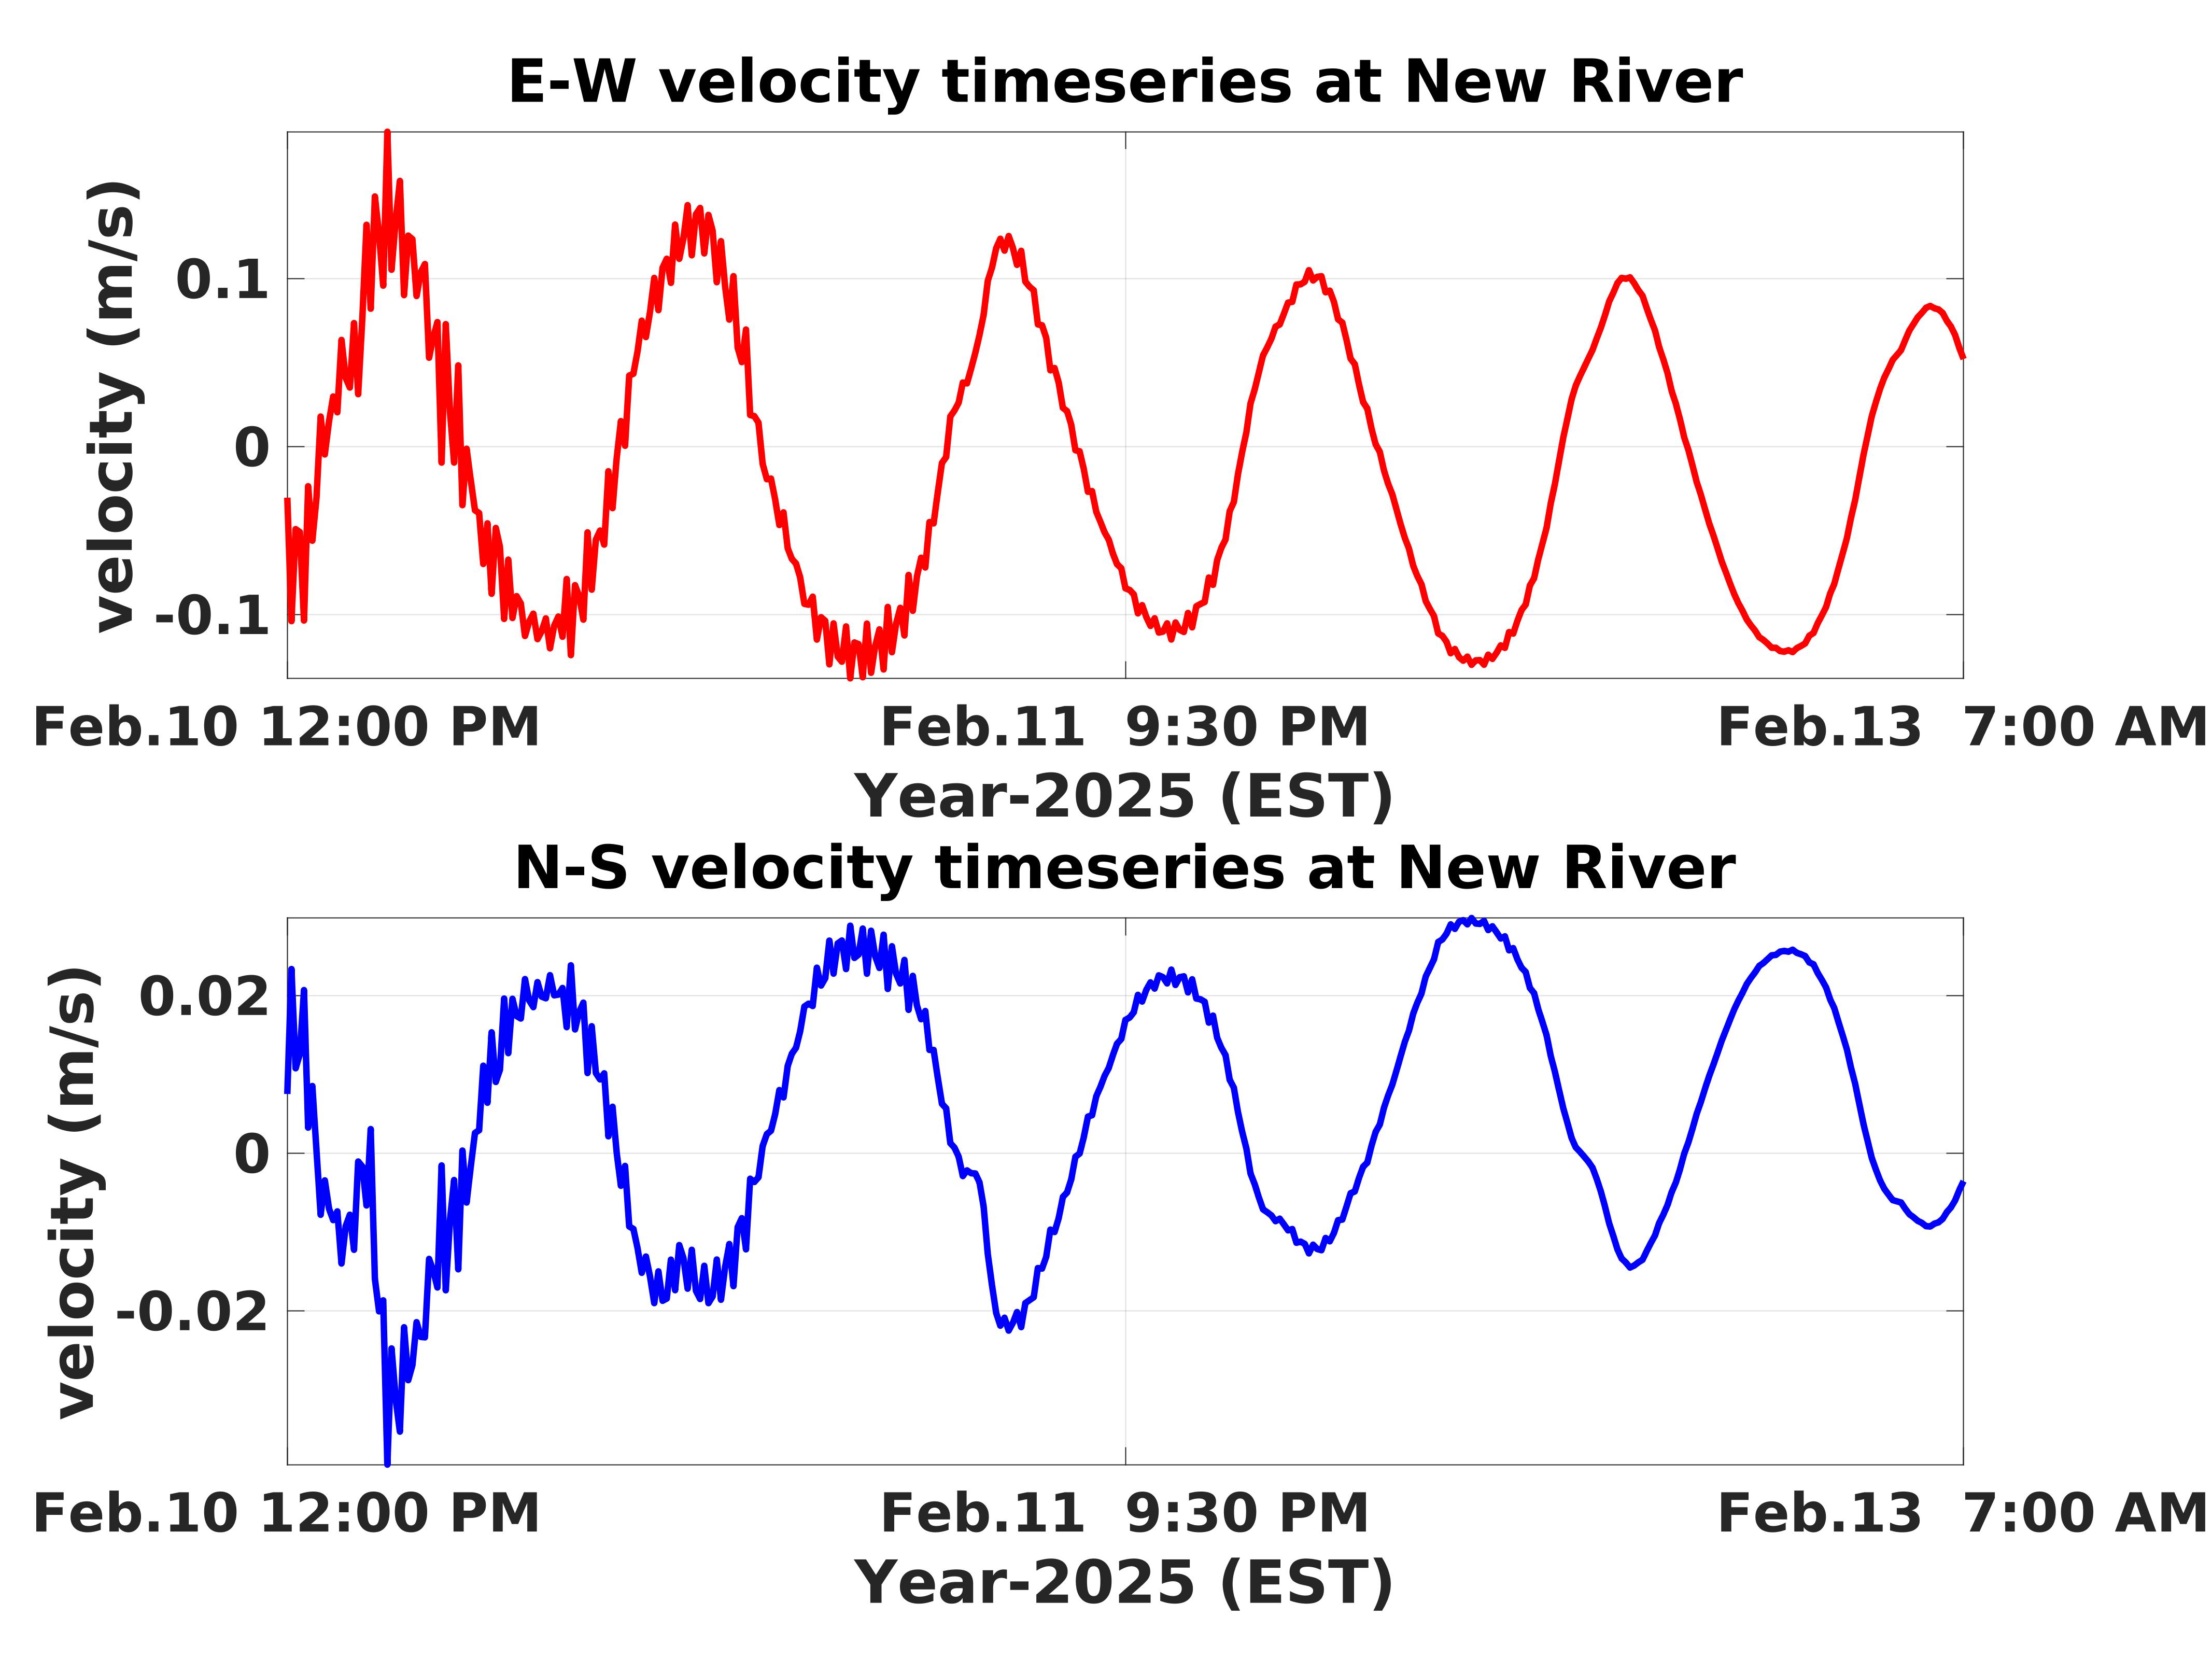 E-W velocity timeseries at New River
velocity (m/s)
0.1
0
-0.1
Feb.10 12:00 PM Feb.11 9:30 PM Feb.13 7:00 AM
Year-2025 (EST)
N-S velocity timeseries at New River
velocity (m/s)
0.02
0
-0.02
Feb.10 12:00 PM Feb.11 9:30 PM Feb.13 7:00 AM
Year-2025 (EST)